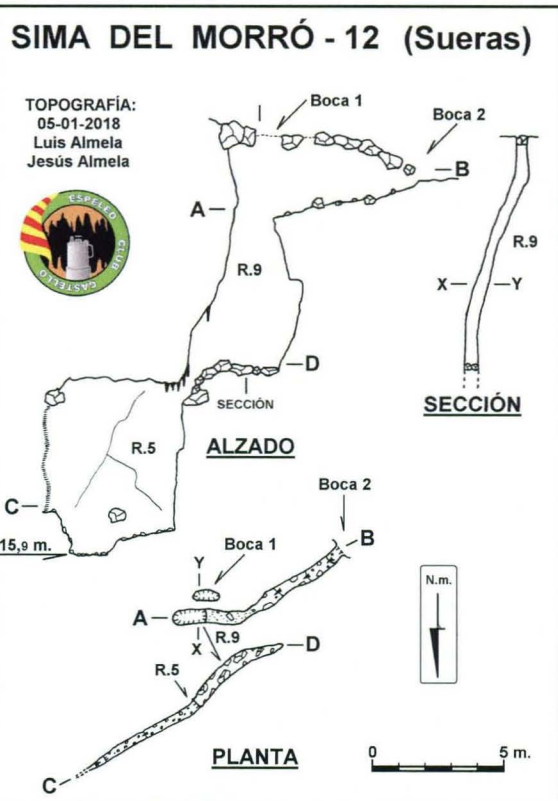 SIMA DEL MORRÓ - 12 (Sueras)
TOPOGRAFÍA:
05-01-2018
Luis Almela
Jesús Almela
ESPELEO CLUB CASTELLO
Boca 1
Boca 2
B
A
R.9
D
SECCIÓN
R.9
X
Y
SECCIÓN
ALZADO
R.5
C
15,9 m.
Boca 2
B
Boca 1
Y
A
X
R.9
D
R.5
C
PLANTA
N.m.
0
5 m.